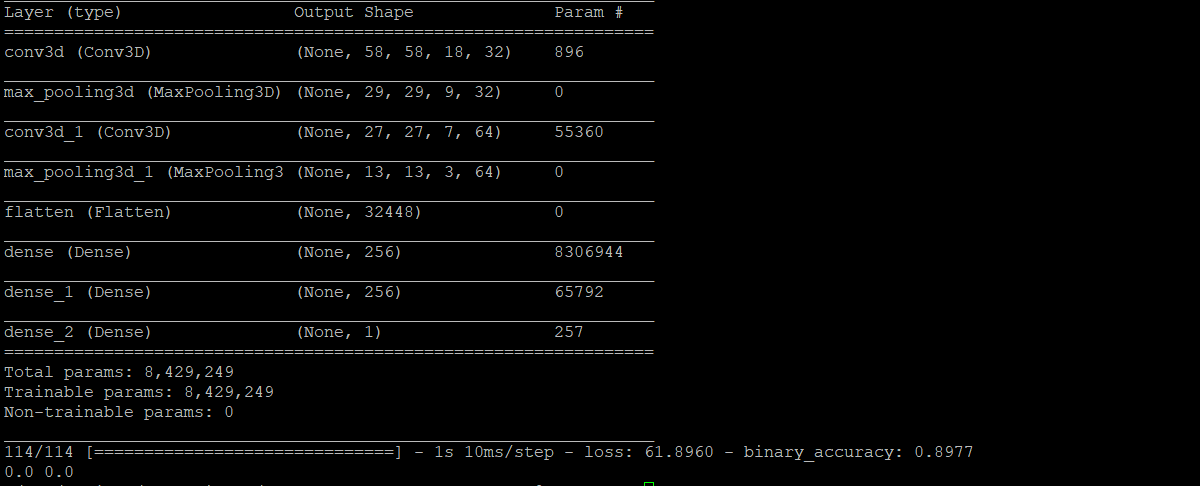 Layer (type)                 Output Shape              Param #
=================================================================
conv3d (Conv3D)              (None, 58, 58, 18, 32)    896
max_pooling3d (MaxPooling3D) (None, 29, 29, 9, 32)     0
conv3d_1 (Conv3D)            (None, 27, 27, 7, 64)     55360
max_pooling3d_1 (MaxPooling3 (None, 13, 13, 3, 64)     0
flatten (Flatten)            (None, 32448)             0
dense (Dense)                (None, 256)               8306944
dense_1 (Dense)              (None, 256)               65792
dense_2 (Dense)              (None, 1)                 257
=================================================================
Total params: 8,429,249
Trainable params: 8,429,249
Non-trainable params: 0
114/114 [==============================] - 1s 10ms/step - loss: 61.8960 - binary_accuracy: 0.8977
0.0 0.0